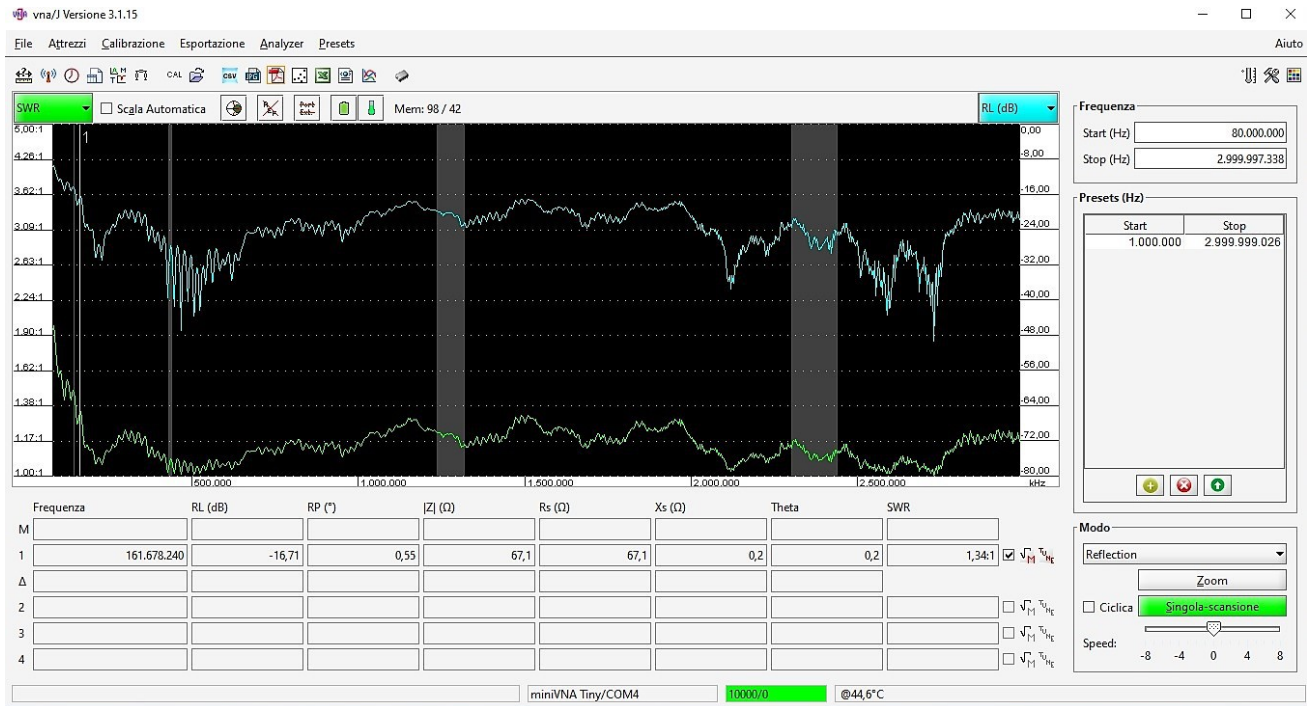 vna/J Versione 3.1.15
File Attrezzi Calibrazione Esportazione Analyzer Presets Aiuto
CAL CSV
SWR Scala Automatica Port Ext. Mem: 98 / 42 RL (dB)
5,00:1 1 0,00
4.26:1 -8,00
3.62:1 -16,00
3.09:1 -24,00
2.63:1 -32,00
2.24:1 -40,00
1.90:1 -48,00
1.62:1 -56,00
1.38:1 -64,00
1.17:1 -72,00
1.00:1 -80,00
500.000 1.000.000 1.500.000 2.000.000 2.500.000 kHz
Frequenza RL (dB) RP (°) |Z| (Ω) Rs (Ω) Xs (Ω) Theta SWR
M
1 161.678.240 -16,71 0,55 67,1 67,1 0,2 0,2 1,34:1
Δ
2
3
4
miniVNA Tiny/COM4 10000/0 @44,6°C
Frequenza
Start (Hz) 80.000.000
Stop (Hz) 2.999.997.338
Presets (Hz)
Start Stop
1.000.000 2.999.999.026
Modo
Reflection
Zoom
Ciclica Singola-scansione
Speed:
-8 -4 0 4 8